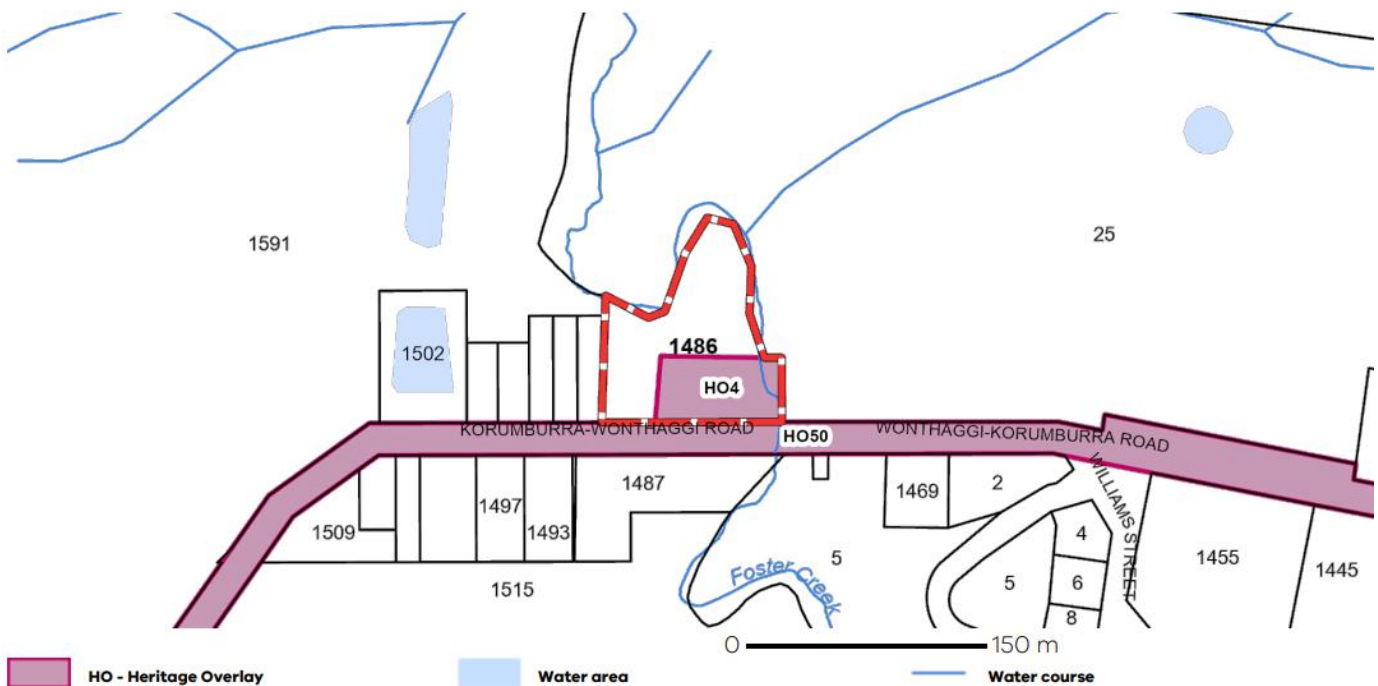 1591
25
1486
1502
HO4
KORUMBURRA-WONTHAGGI ROAD
HO50
WONTHAGGI-KORUMBURRA ROAD
WILLIAMS STREET
1487
1469
2
1497
1493
1509
4
5
5
1455
1445
6
1515
Foster Creek
8
0 150 m
HO - Heritage Overlay
Water area
Water course